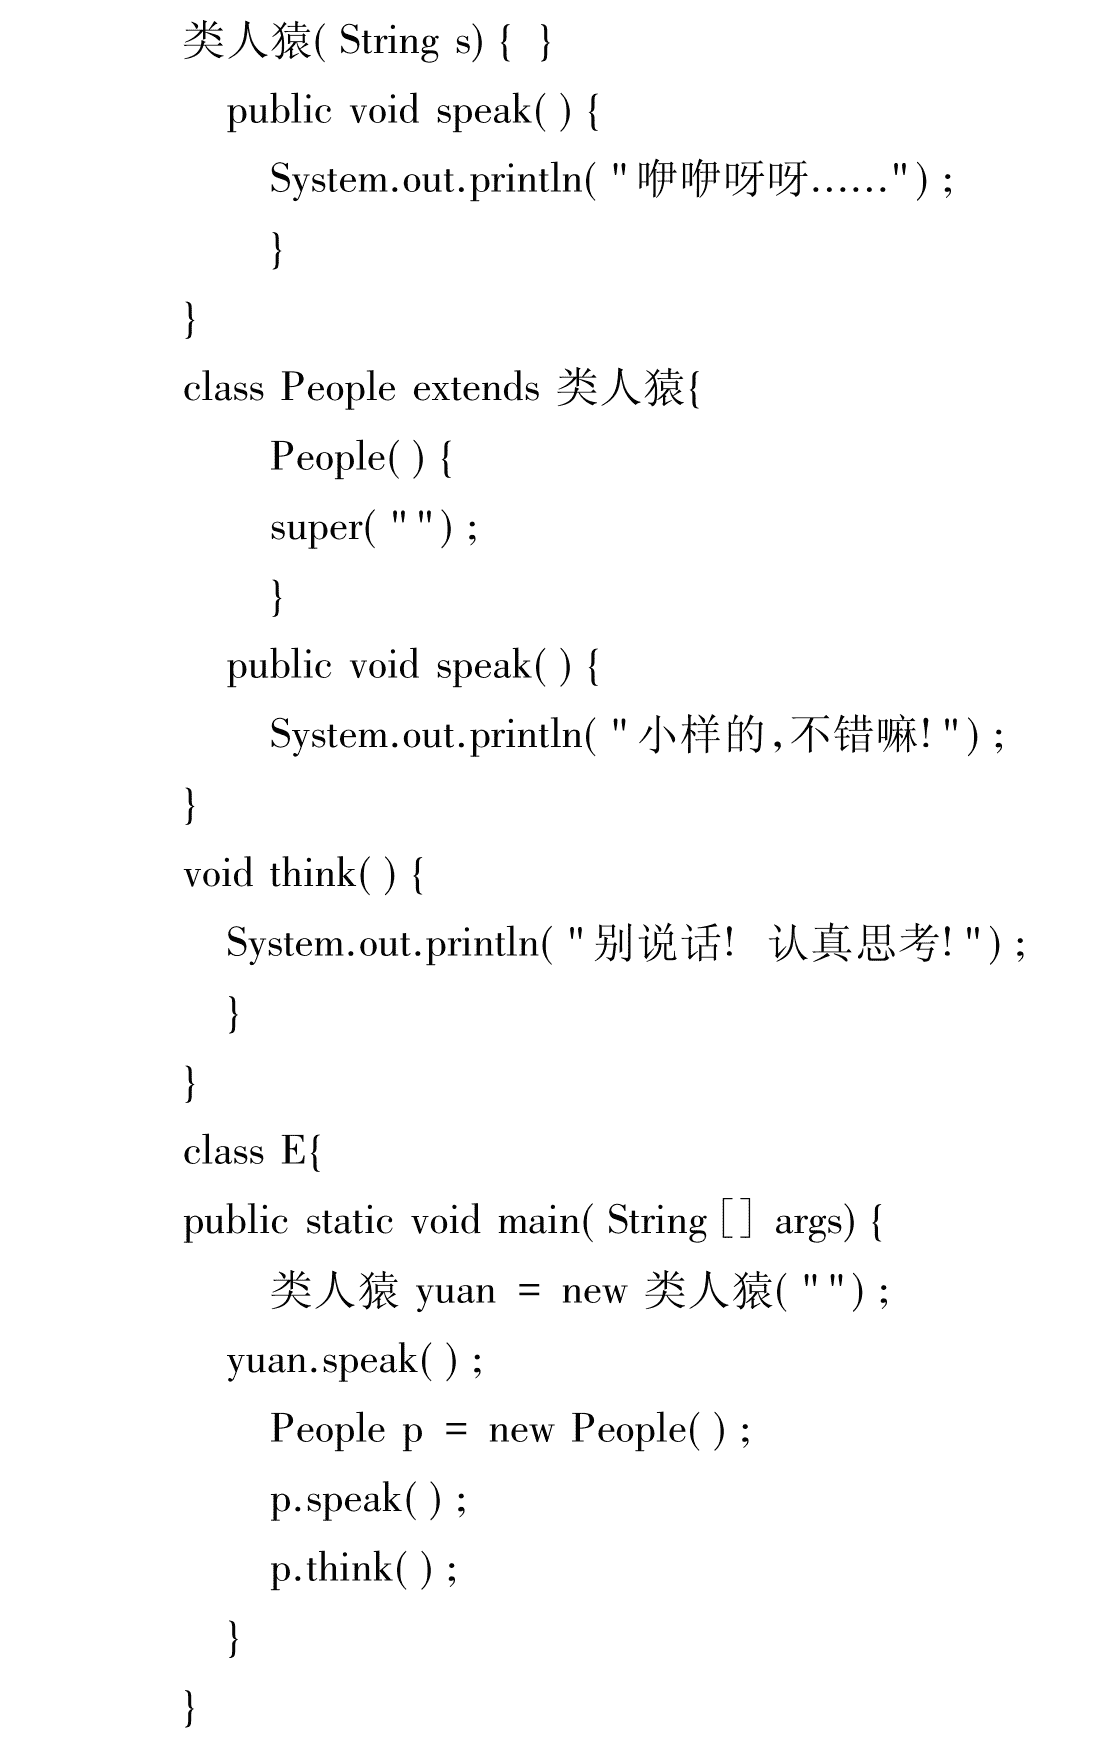 类人猿(String s){ }
public void speak(){
System.out.println("咿咿呀呀......");
}
}
class People extends 类人猿{
People(){
super("");
}
public void speak(){
System.out.println("小样的,不错嘛!");
}
void think(){
System.out.println("别说话! 认真思考!");
}
}
class E{
public static void main(String[] args){
类人猿 yuan = new 类人猿("");
yuan.speak();
People p = new People();
p.speak();
p.think();
}
}